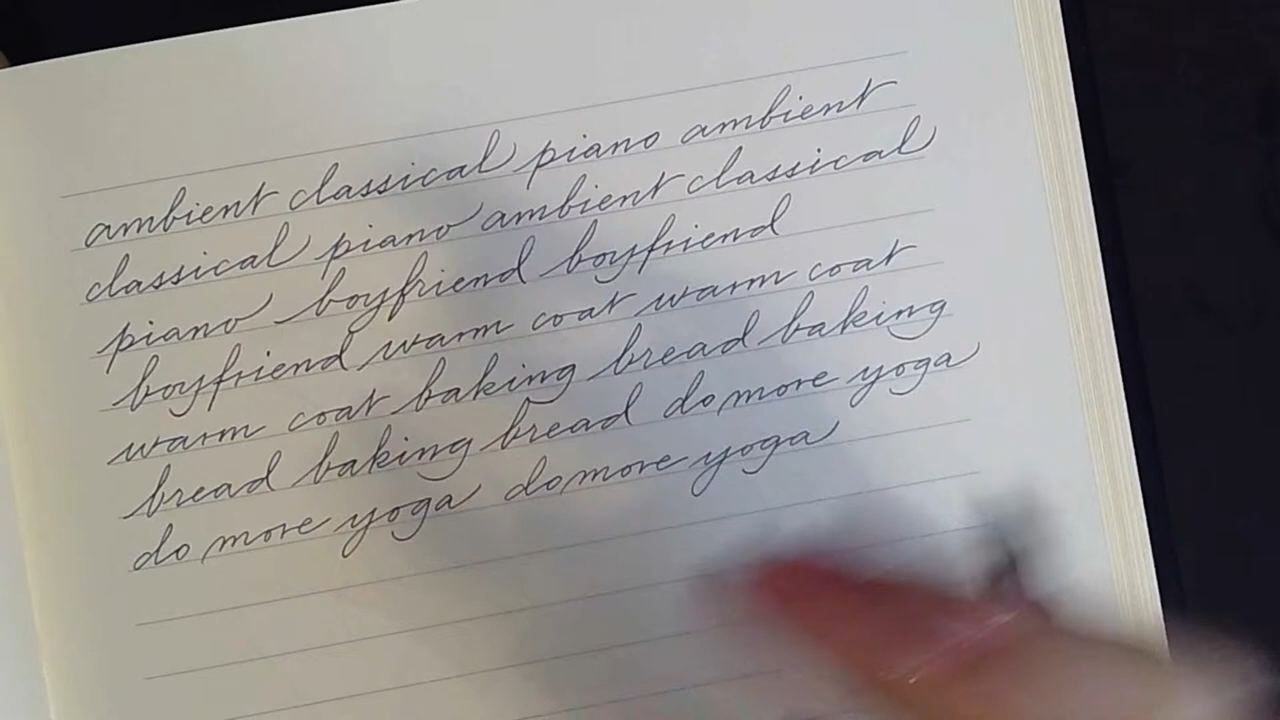 ambient classical piano ambient
classical piano ambient classical
piano boyfriend boyfriend
boyfriend warm coat warm coat
warm coat baking bread baking
bread baking bread do more yoga
do more yoga do more yoga